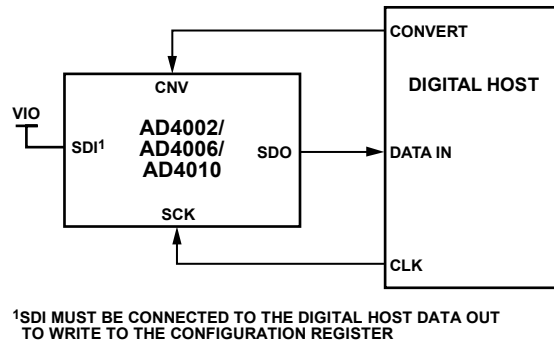 CONVERT
CNV
DIGITAL HOST
VIO
AD4002/
SDI1
AD4006/
SDO
DATA IN
AD4010
SCK
CLK
1SDI MUST BE CONNECTED TO THE DIGITAL HOST DATA OUT
TO WRITE TO THE CONFIGURATION REGISTER